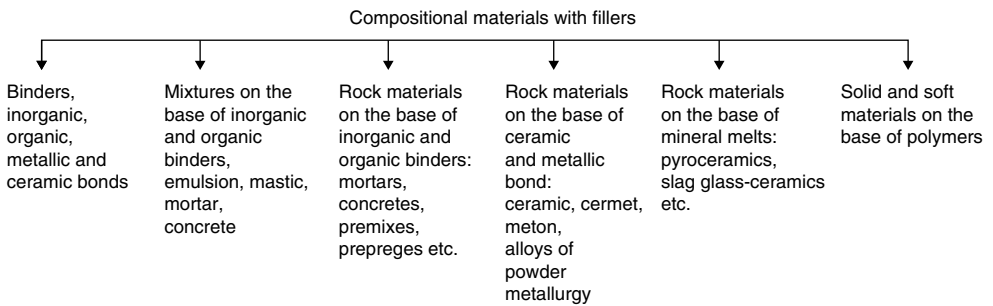 Compositional materials with fillers
Binders,
inorganic,
organic,
metallic and
ceramic bonds
Mixtures on the
base of inorganic
and organic
binders,
emulsion, mastic,
mortar,
concrete
Rock materials
on the base of
inorganic and
organic binders:
mortars,
concretes,
premixes,
prepreges etc.
Rock materials
on the base of
ceramic
and metallic
bond:
ceramic, cermet,
meton,
alloys of
powder
metallurgy
Rock materials
on the base of
mineral melts:
pyroceramics,
slag glass-ceramics
etc.
Solid and soft
materials on the
base of polymers